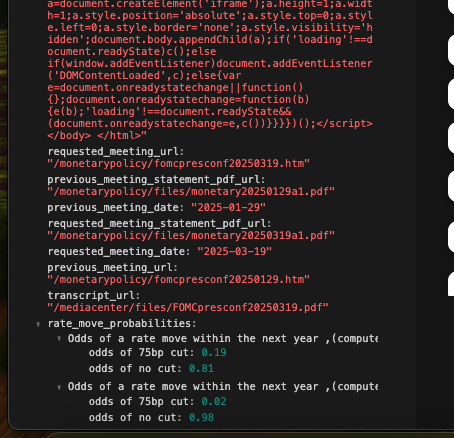 a=document.createElement('iframe');a.height=1;a.widt
h=1;a.style.position='absolute';a.style.top=0;a.styl
e.left=0;a.style.border='none';a.style.visibility='h
idden';document.body.appendChild(a);if('loading'!==d
ocument.readyState)c();else
if(window.addEventListener)document.addEventListener
('DOMContentLoaded',c);else{var
e=document.onreadystatechange||function()
{};document.onreadystatechange=function(b)
{e(b);'loading'!==document.readyState&&
(document.onreadystatechange=e,c())}}}})();</script>
</body> </html>"
requested_meeting_url:
"/monetarypolicy/fomcpresconf20250319.htm"
previous_meeting_statement_pdf_url:
"/monetarypolicy/files/monetary20250129a1.pdf"
previous_meeting_date: "2025-01-29"
requested_meeting_statement_pdf_url:
"/monetarypolicy/files/monetary20250319a1.pdf"
requested_meeting_date: "2025-03-19"
previous_meeting_url:
"/monetarypolicy/fomcpresconf20250129.htm"
transcript_url:
"/mediacenter/files/FOMCpresconf20250319.pdf"
rate_move_probabilities:
Odds of a rate move within the next year ,(compute
odds of 75bp cut: 0.19
odds of no cut: 0.81
Odds of a rate move within the next year ,(compute
odds of 75bp cut: 0.02
odds of no cut: 0.98